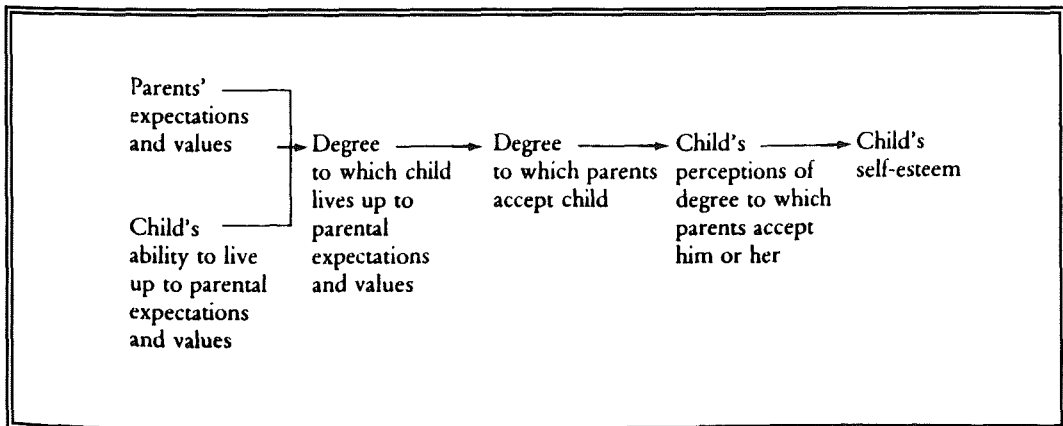 Parents'
expectations
and values
Child's
ability to live
up to parental
expectations
and values
Degree
to which child
lives up to
parental
expectations
and values
Degree
to which parents
accept child
Child's
perceptions of
degree to which
parents accept
him or her
Child's
self-esteem